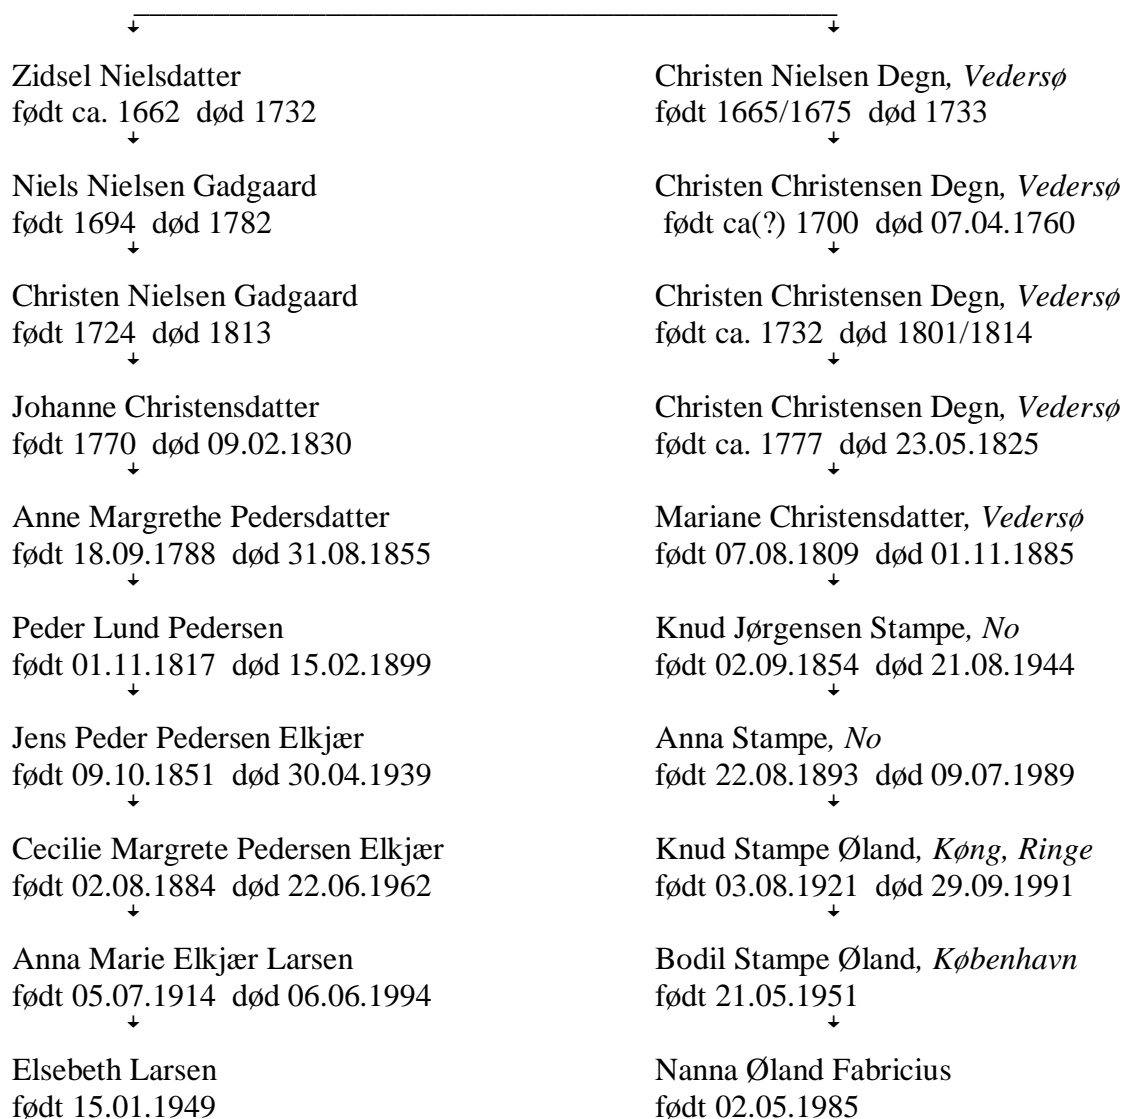 Zidsel Nielsdatter
født ca. 1662 død 1732
Niels Nielsen Gadgaard
født 1694 død 1782
Christen Nielsen Gadgaard
født 1724 død 1813
Johanne Christensdatter
født 1770 død 09.02.1830
Anne Margrethe Pedersdatter
født 18.09.1788 død 31.08.1855
Peder Lund Pedersen
født 01.11.1817 død 15.02.1899
Jens Peder Pedersen Elkjær
født 09.10.1851 død 30.04.1939
Cecilie Margrete Pedersen Elkjær
født 02.08.1884 død 22.06.1962
Anna Marie Elkjær Larsen
født 05.07.1914 død 06.06.1994
Elsebeth Larsen
født 15.01.1949
Christen Nielsen Degn, Vedersø
født 1665/1675 død 1733
Christen Christensen Degn, Vedersø
født ca(?) 1700 død 07.04.1760
Christen Christensen Degn, Vedersø
født ca. 1732 død 1801/1814
Christen Christensen Degn, Vedersø
født ca. 1777 død 23.05.1825
Mariane Christensdatter, Vedersø
født 07.08.1809 død 01.11.1885
Knud Jørgensen Stampe, No
født 02.09.1854 død 21.08.1944
Anna Stampe, No
født 22.08.1893 død 09.07.1989
Knud Stampe Øland, Køng, Ringe
født 03.08.1921 død 29.09.1991
Bodil Stampe Øland, København
født 21.05.1951
Nanna Øland Fabricius
født 02.05.1985